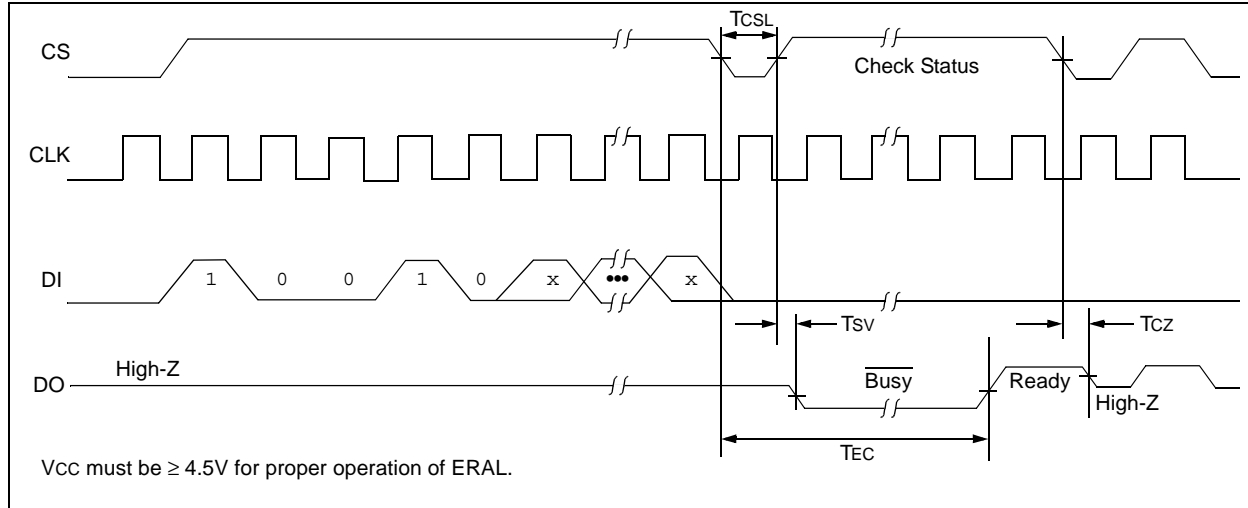 TCSL
CS
Check Status
CLK
DI 1 0 0 1 0 x ••• x
TSV TCZ
High-Z
DO Busy Ready
High-Z
TEC
VCC must be ≥ 4.5V for proper operation of ERAL.